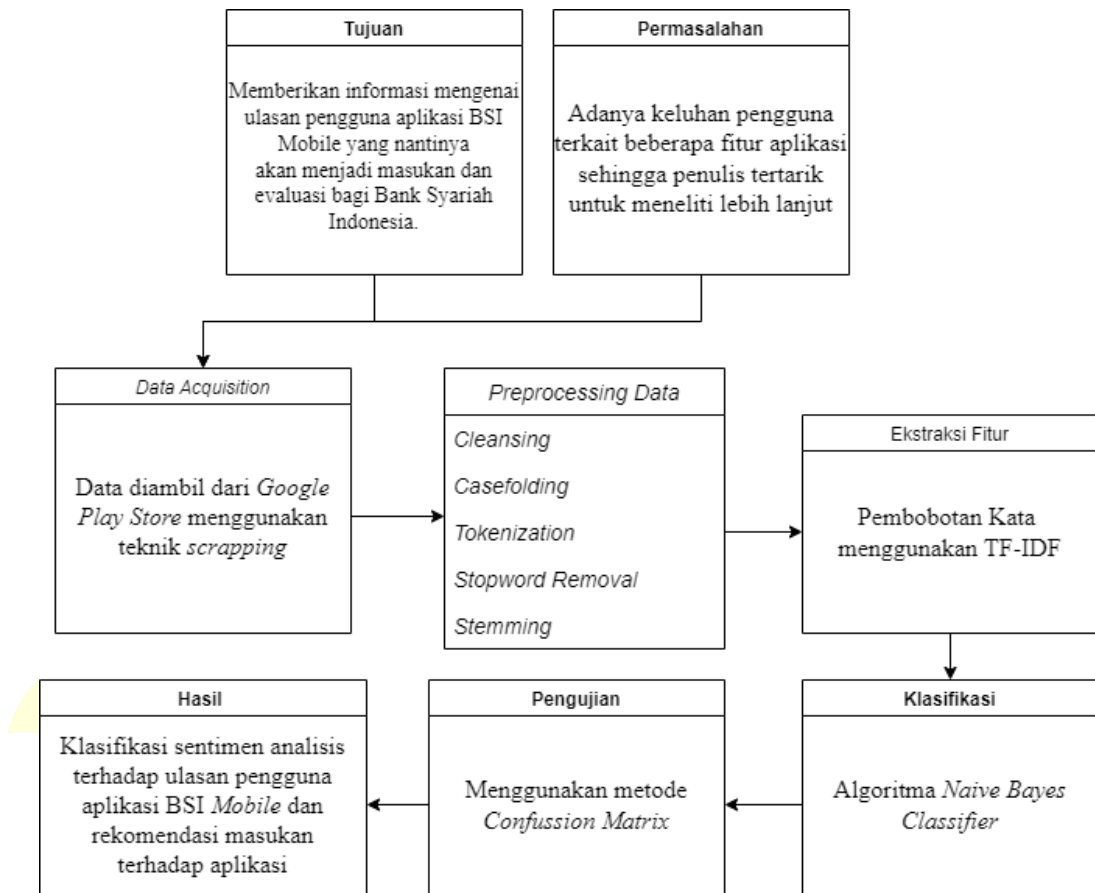 Tujuan
Memberikan informasi mengenai
ulasan pengguna aplikasi BSI
Mobile yang nantinya
akan menjadi masukan dan
evaluasi bagi Bank Syariah
Indonesia.
Permasalahan
Adanya keluhan pengguna
terkait beberapa fitur aplikasi
sehingga penulis tertarik
untuk meneliti lebih lanjut
Data Acquisition
Data diambil dari Google
Play Store menggunakan
teknik scrapping
Preprocessing Data
Cleansing
Casefolding
Tokenization
Stopword Removal
Stemming
Ekstraksi Fitur
Pembobotan Kata
menggunakan TF-IDF
Klasifikasi
Algoritma Naive Bayes
Classifier
Pengujian
Menggunakan metode
Confussion Matrix
Hasil
Klasifikasi sentimen analisis
terhadap ulasan pengguna
aplikasi BSI Mobile dan
rekomendasi masukan
terhadap aplikasi